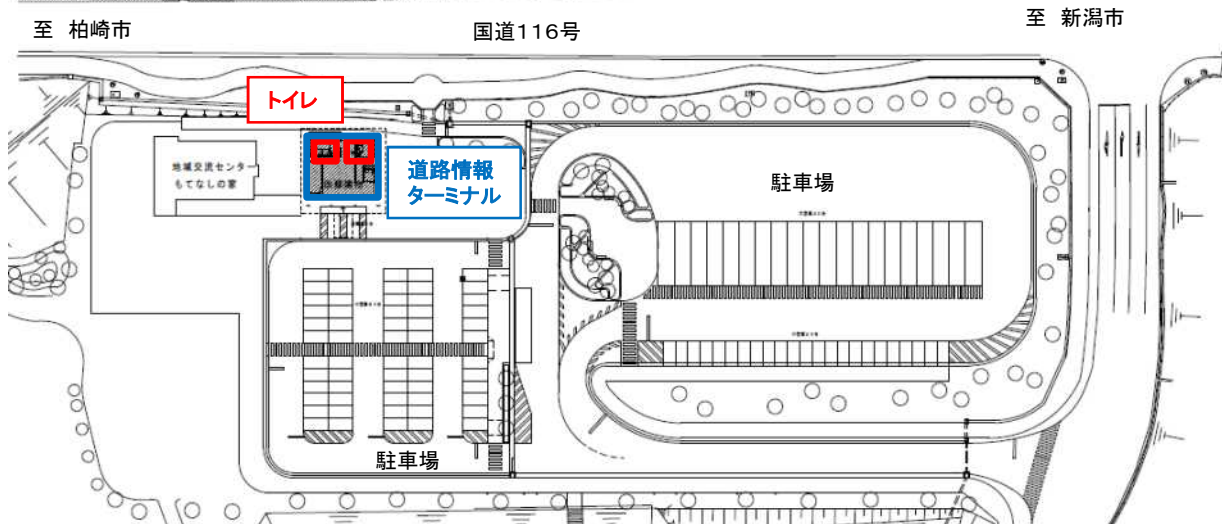 至 柏崎市
国道116号
至 新潟市
トイレ
道路情報
ターミナル
地域交流センター
もてなしの家
駐車場
駐車場